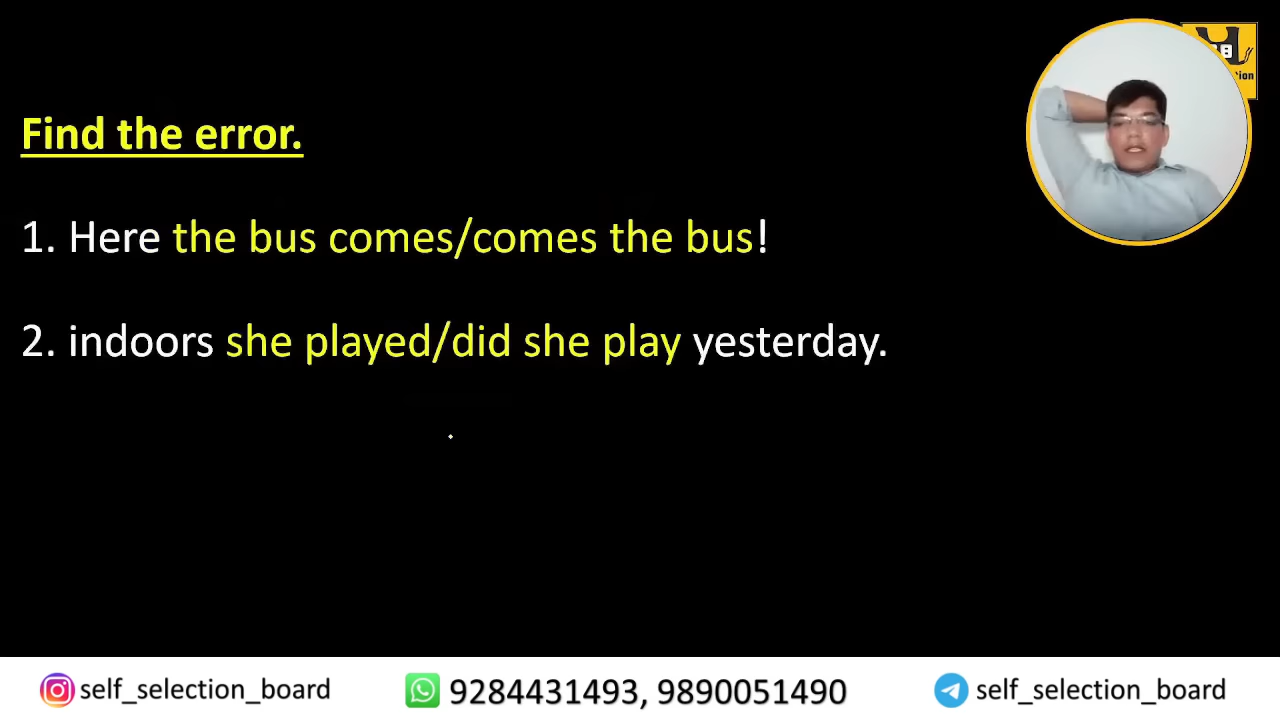 Find the error.
1. Here the bus comes/comes the bus!
2. indoors she played/did she play yesterday.
self_selection_board
9284431493, 9890051490
self_selection_board